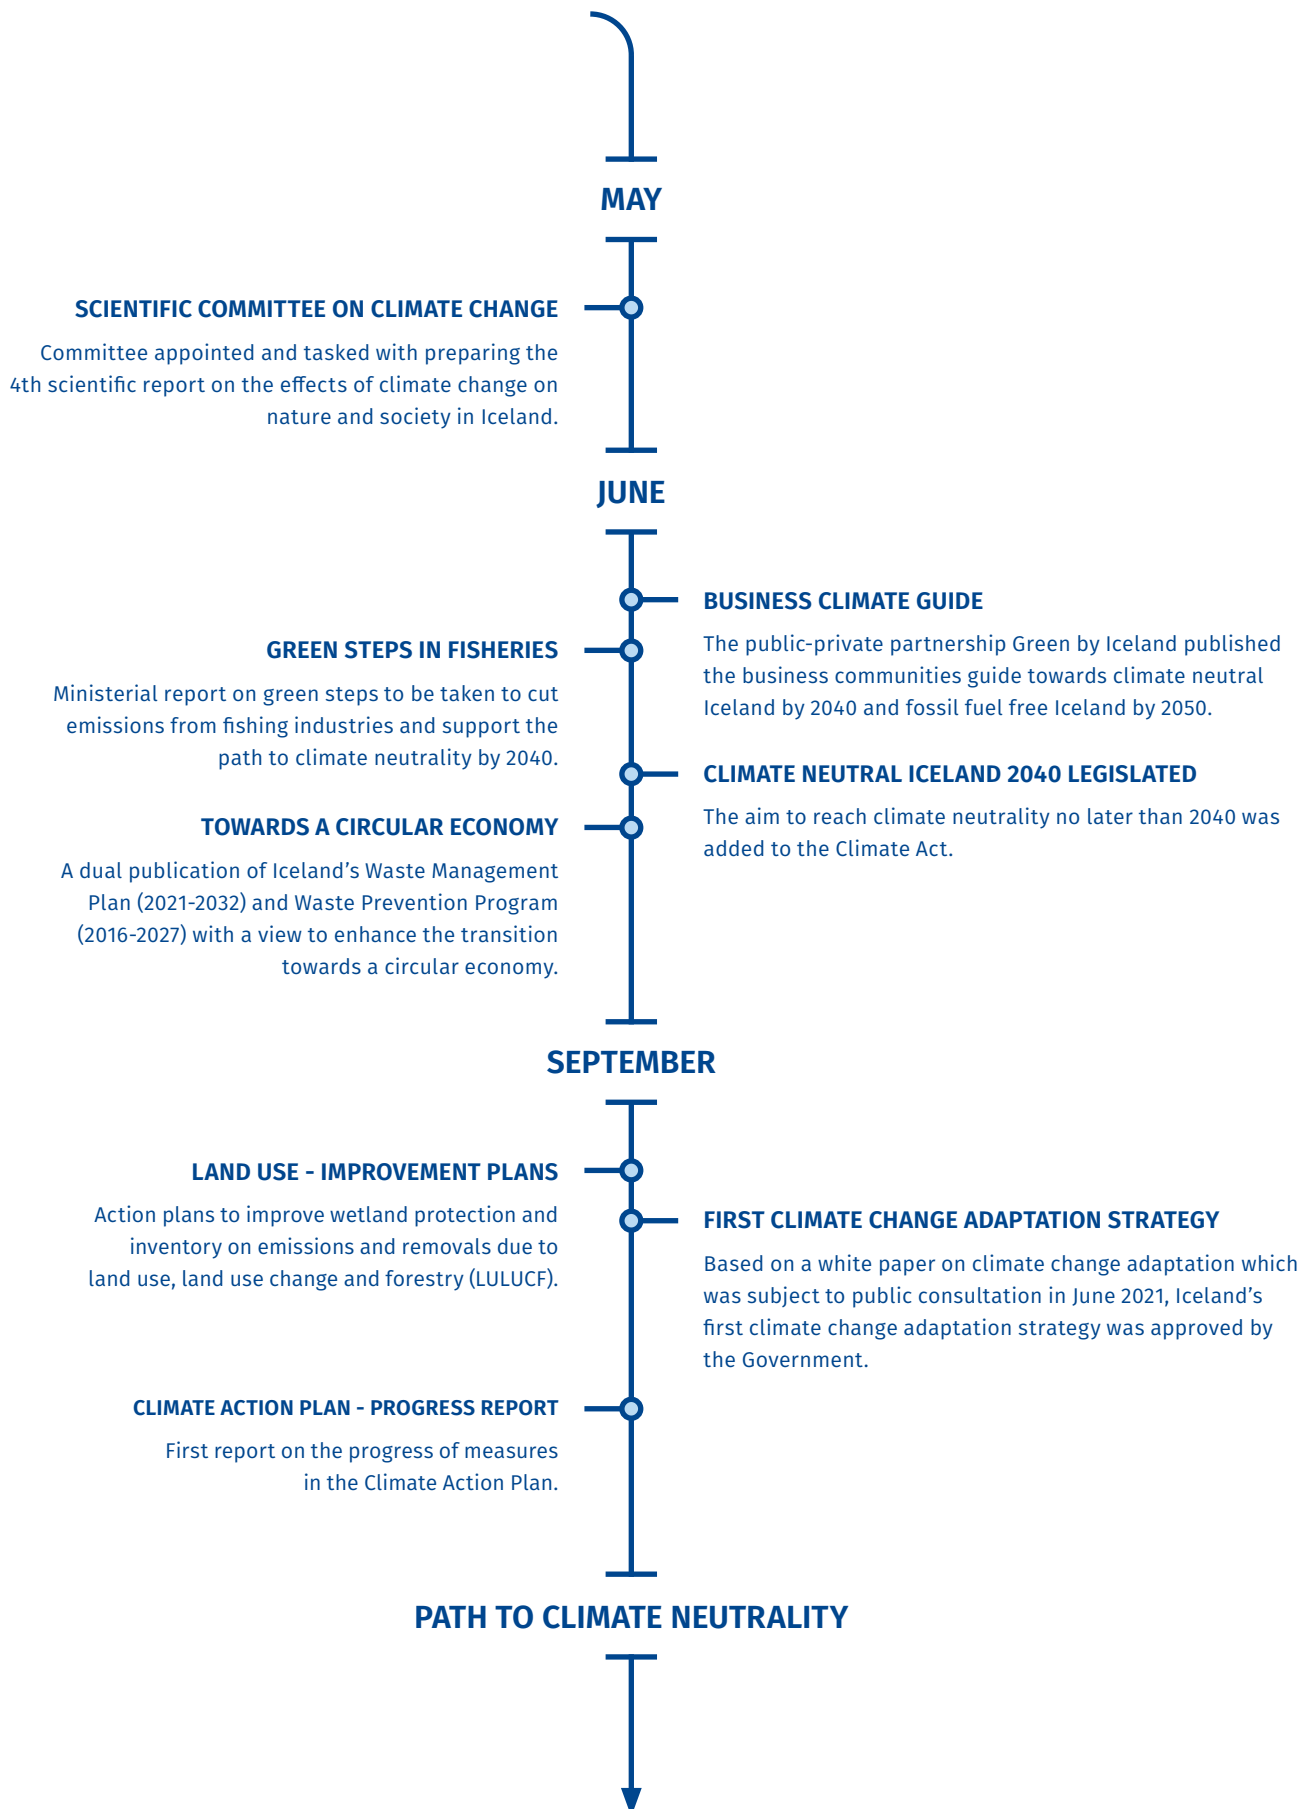 MAY
SCIENTIFIC COMMITTEE ON CLIMATE CHANGE
Committee appointed and tasked with preparing the
4th scientific report on the effects of climate change on
nature and society in Iceland.
JUNE
BUSINESS CLIMATE GUIDE
The public-private partnership Green by Iceland published
the business communities guide towards climate neutral
Iceland by 2040 and fossil fuel free Iceland by 2050.
GREEN STEPS IN FISHERIES
Ministerial report on green steps to be taken to cut
emissions from fishing industries and support the
path to climate neutrality by 2040.
CLIMATE NEUTRAL ICELAND 2040 LEGISLATED
The aim to reach climate neutrality no later than 2040 was
added to the Climate Act.
TOWARDS A CIRCULAR ECONOMY
A dual publication of Iceland’s Waste Management
Plan (2021-2032) and Waste Prevention Program
(2016-2027) with a view to enhance the transition
towards a circular economy.
SEPTEMBER
LAND USE - IMPROVEMENT PLANS
Action plans to improve wetland protection and
inventory on emissions and removals due to
land use, land use change and forestry (LULUCF).
FIRST CLIMATE CHANGE ADAPTATION STRATEGY
Based on a white paper on climate change adaptation which
was subject to public consultation in June 2021, Iceland’s
first climate change adaptation strategy was approved by
the Government.
CLIMATE ACTION PLAN - PROGRESS REPORT
First report on the progress of measures
in the Climate Action Plan.
PATH TO CLIMATE NEUTRALITY